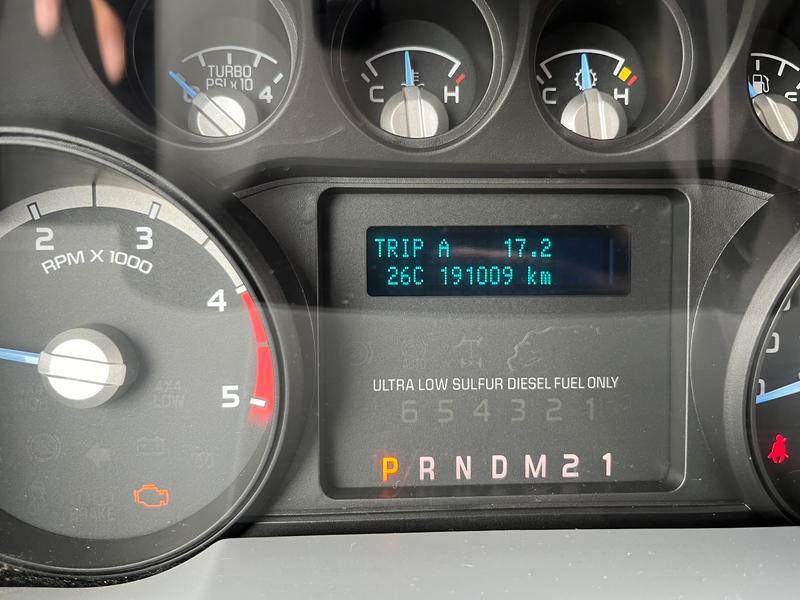 TURBO
PSI x 10
0 4
C H
C H
2 3 4 5
RPM X 1000
TRIP A 17.2
26C 191009 km
ULTRA LOW SULFUR DIESEL FUEL ONLY
6 5 4 3 2 1
P R N D M 2 1
4X4
LOW